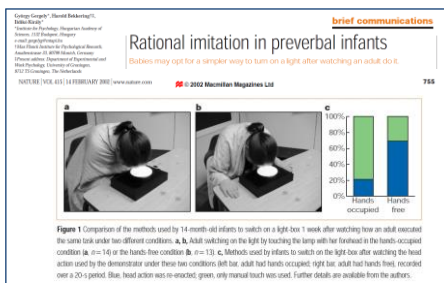 György Gergely*, Harold Bekkering†‡,
Ildikó Király*
*Institute for Psychology, Hungarian Academy of
Sciences, 1132 Budapest, Hungary
†Max Planck Institute for Psychological Research,
‡Present address: Department of Experimental and
Work Psychology, University of Groningen,
9712 TS Groningen, The Netherlands
brief communications
Rational imitation in preverbal infants
Babies may opt for a simpler way to turn on a light after watching an adult do it.
NATURE | VOL 415 | 14 FEBRUARY 2002 | www.nature.com
© 2002 Macmillan Magazines Ltd
755
a
b
c
100%
80%
60%
40%
20%
0%
Hands
occupied
Hands
free
Figure 1 Comparison of the methods used by 14-month-old infants to switch on a light-box 1 week after watching how an adult executed
the same task under two different conditions. a, b, Adult switching on the light by touching the lamp with her forehead in the hands-occupied
condition (a, n = 14) or the hands-free condition (b, n = 13). c, Methods used by infants to switch on the light-box after watching the head
action used by the demonstrator under these two conditions (left bar, adult had hands occupied; right bar, adult had hands free), recorded
over a 20-s period. Blue, head action was re-enacted; green, only manual touch was used. Further details are available from the authors.